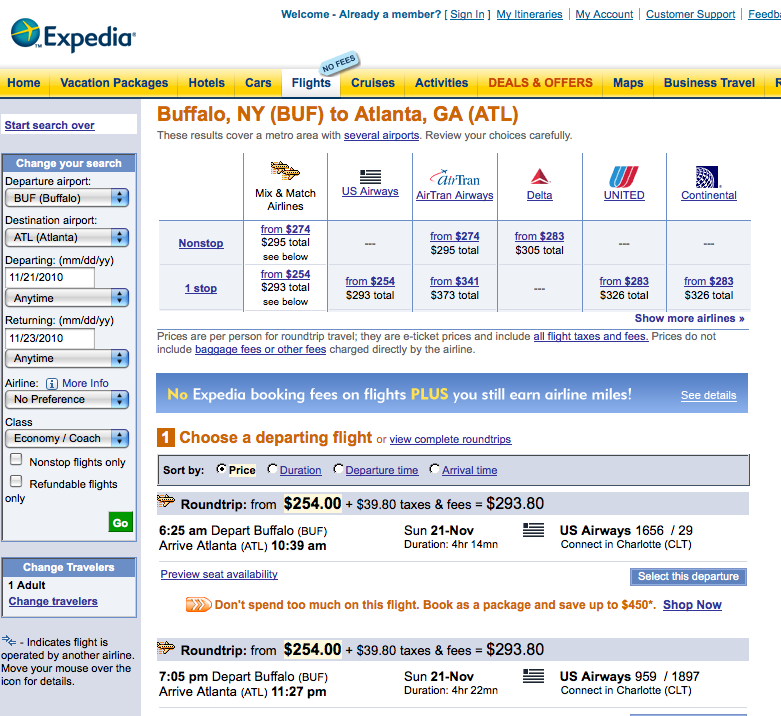 Welcome - Already a member? [ Sign In ] My Itineraries | My Account | Customer Support |
Expedia™
NO FEES
Home Vacation Packages Hotels Cars Flights Cruises Activities DEALS & OFFERS Maps Business Travel
Start search over
Change your search
Departure airport:
BUF (Buffalo)
Destination airport:
ATL (Atlanta)
Departing: (mm/dd/yy)
11/21/2010
Anytime
Returning: (mm/dd/yy)
11/23/2010
Anytime
Airline: i More Info
No Preference
Class
Economy / Coach
Nonstop flights only
Refundable flights
only
Go
Change Travelers
1 Adult
Change travelers
- Indicates flight is
operated by another airline.
Move your mouse over the
icon for details.
Buffalo, NY (BUF) to Atlanta, GA (ATL)
These results cover a metro area with several airports. Review your choices carefully.
Mix & Match
Airlines
US Airways
AirTran
AirTran Airways
Delta
UNITED
Continental
Nonstop
from $274
$295 total
see below
---
from $274
$295 total
from $283
$305 total
---
---
1 stop
from $254
$293 total
see below
from $254
$293 total
from $341
$373 total
---
from $283
$326 total
from $283
$326 total
Show more airlines »
Prices are per person for roundtrip travel; they are e-ticket prices and include all flight taxes and fees. Prices do not
include baggage fees or other fees charged directly by the airline.
No Expedia booking fees on flights PLUS you still earn airline miles! See details
1 Choose a departing flight or view complete roundtrips
Sort by: Price Duration Departure time Arrival time
Roundtrip: from $254.00 + $39.80 taxes & fees = $293.80
6:25 am Depart Buffalo (BUF) Sun 21-Nov US Airways 1656 / 29
Arrive Atlanta (ATL) 10:39 am Duration: 4hr 14mn Connect in Charlotte (CLT)
Preview seat availability Select this departure
Don't spend too much on this flight. Book as a package and save up to $450*. Shop Now
Roundtrip: from $254.00 + $39.80 taxes & fees = $293.80
7:05 pm Depart Buffalo (BUF) Sun 21-Nov US Airways 959 / 1897
Arrive Atlanta (ATL) 11:27 pm Duration: 4hr 22mn Connect in Charlotte (CLT)